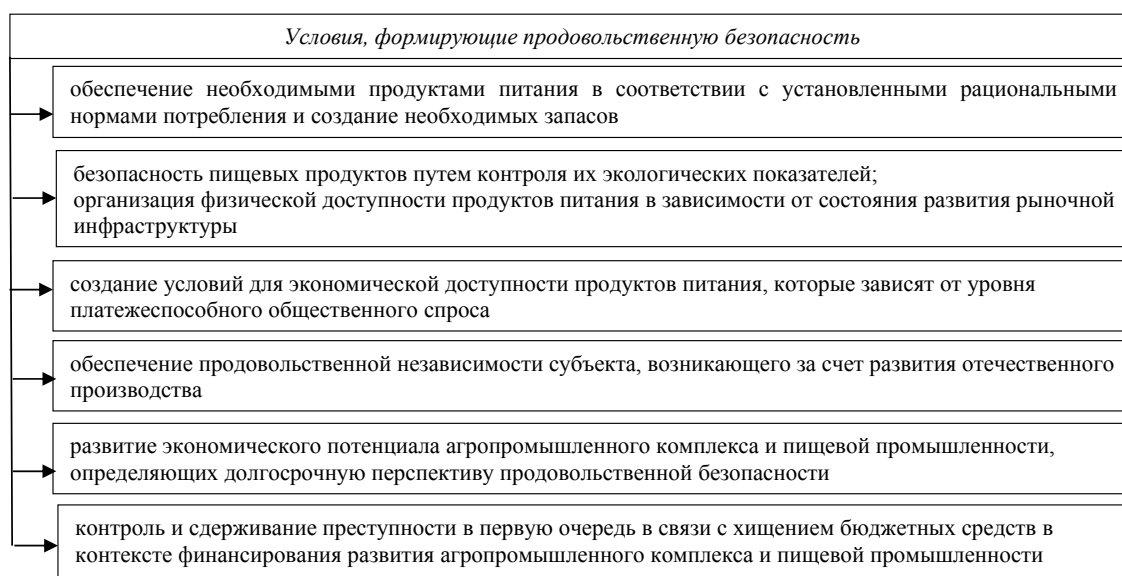 Условия, формирующие продовольственную безопасность
обеспечение необходимыми продуктами питания в соответствии с установленными рациональными
нормами потребления и создание необходимых запасов
безопасность пищевых продуктов путем контроля их экологических показателей;
организация физической доступности продуктов питания в зависимости от состояния развития рыночной
инфраструктуры
создание условий для экономической доступности продуктов питания, которые зависят от уровня
платежеспособного общественного спроса
обеспечение продовольственной независимости субъекта, возникающего за счет развития отечественного
производства
развитие экономического потенциала агропромышленного комплекса и пищевой промышленности,
определяющих долгосрочную перспективу продовольственной безопасности
контроль и сдерживание преступности в первую очередь в связи с хищением бюджетных средств в
контексте финансирования развития агропромышленного комплекса и пищевой промышленности